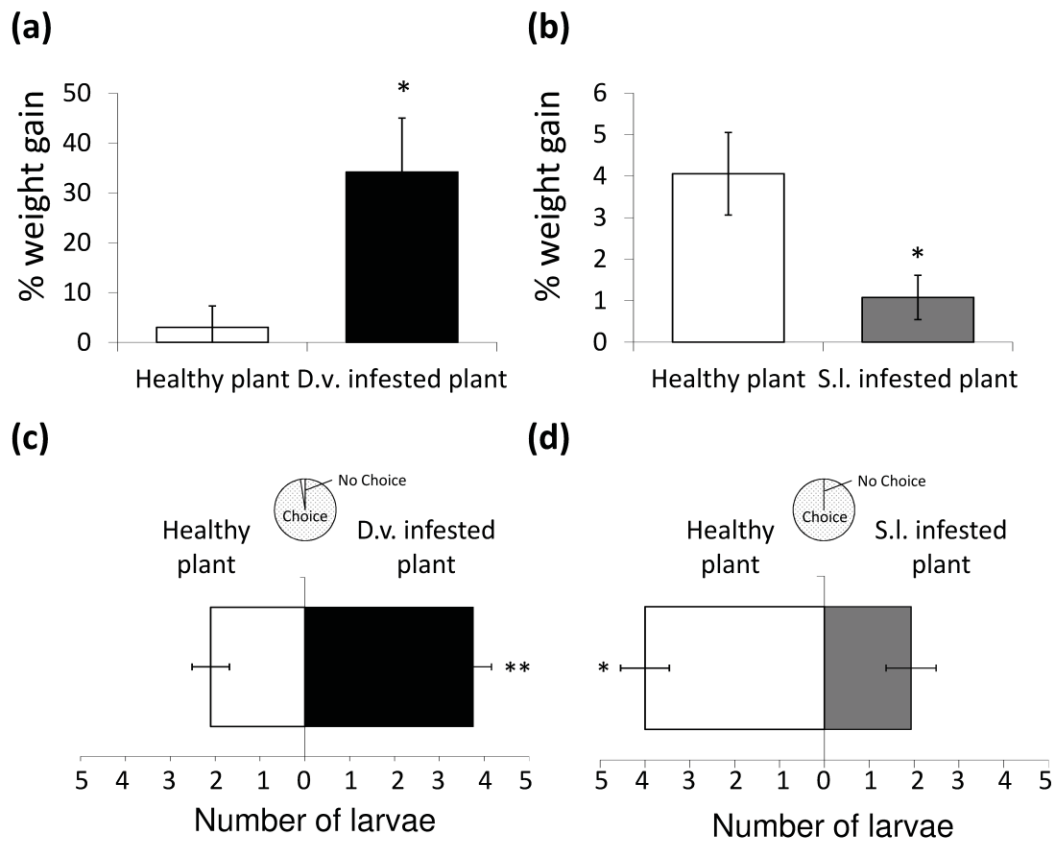 (a)
% weight gain
50
40
30
20
10
0
*
Healthy plant D.v. infested plant
(b)
% weight gain
6
5
4
3
2
1
0
*
Healthy plant S.l. infested plant
(c)
No Choice
Choice
Healthy
plant
D.v. infested
plant
**
5 4 3 2 1 0 1 2 3 4 5
Number of larvae
(d)
No Choice
Choice
Healthy
plant
S.l. infested
plant
*
5 4 3 2 1 0 1 2 3 4 5
Number of larvae